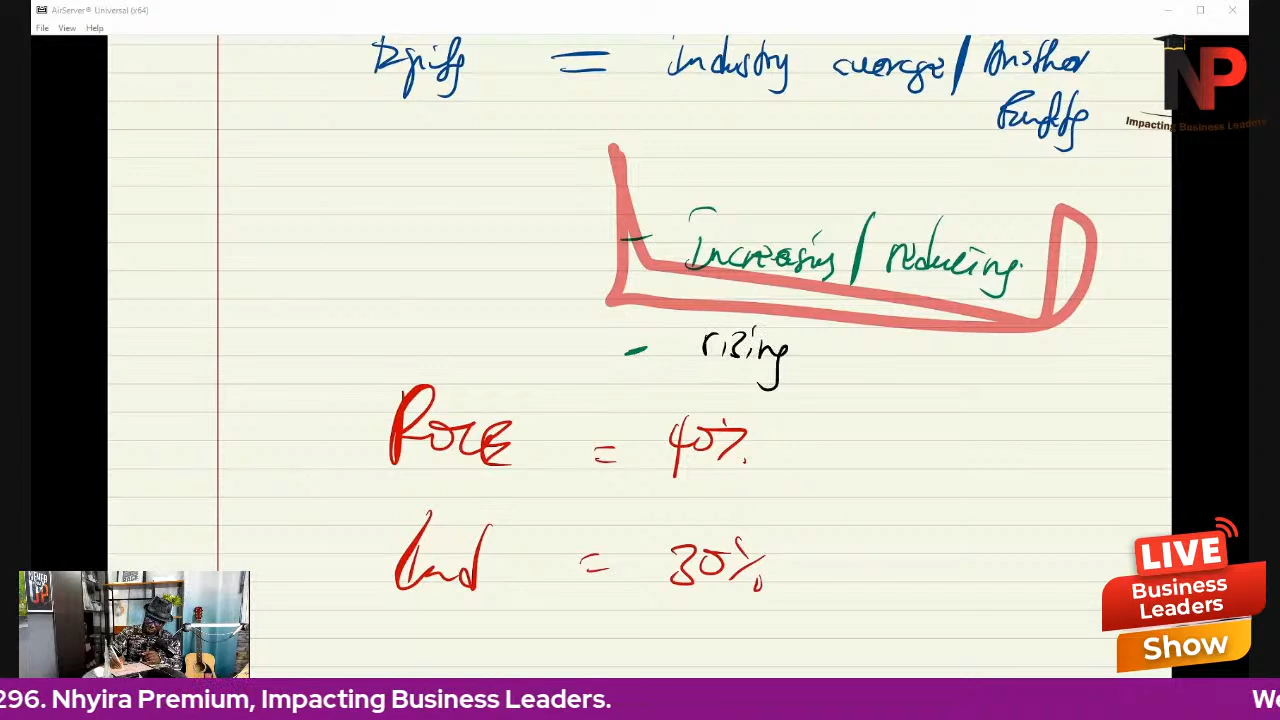 AirServer® Universal (x64)
File View Help
= industry average / Another
NP
Impacting Business Leaders
- Increasing / reducing.
- rising
ROCE = 40%
Ind = 30%
LIVE
Business
Leaders
Show
296. Nhyira Premium, Impacting Business Leaders. We